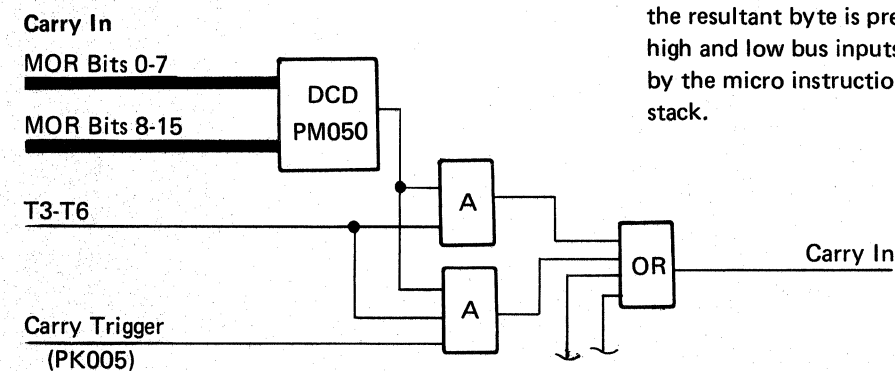 Carry In
MOR Bits 0-7
DCD
PM050
MOR Bits 8-15
A
T3-T6
OR
Carry In
A
Carry Trigger
(PK005)
the resultant byte is pre
high and low bus inputs
by the micro instructio
stack.